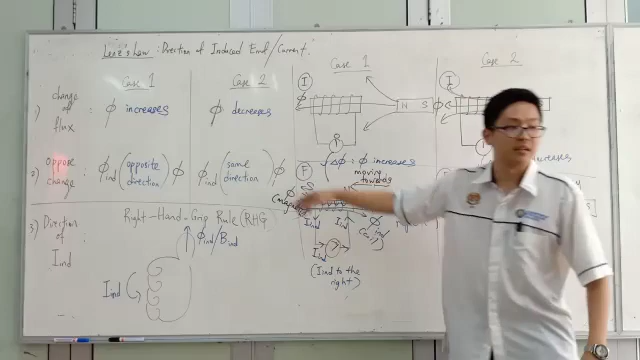 Lenz's Law : Direction of Induced Emf / Current.
Case 1
Case 2
1) change of flux : ϕ increases
ϕ decreases
2) oppose change : ϕind (opposite direction) ϕ
ϕind (same direction) ϕ
3) Direction of Iind :
Right-Hand-Grip Rule (RHG
ϕind/Bind
Iind
Case 1
I
ϕ
N S
F
Δϕ : ϕ increases
moving towards
ϕ
Iind
Iind
ϕind
Iind
(Iind to the right)
Case 2
I
ϕ